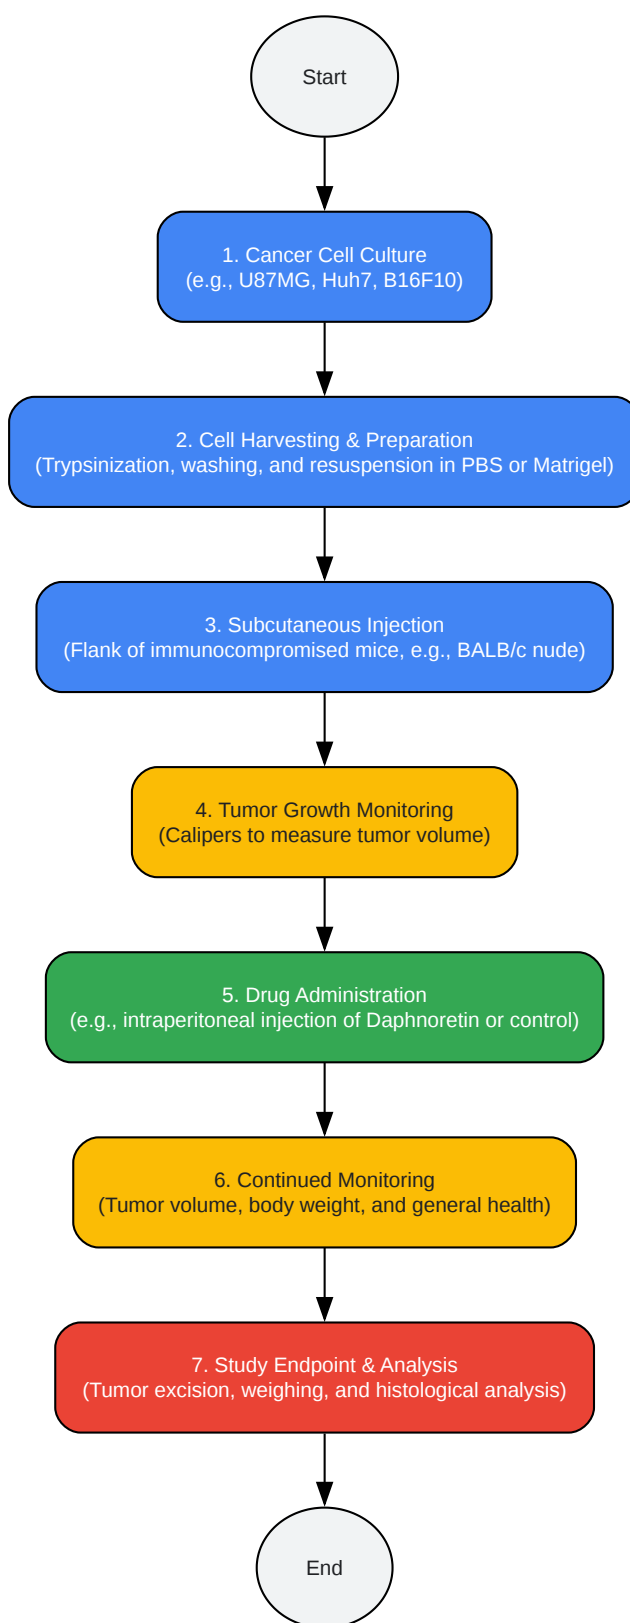 Start
1. Cancer Cell Culture
(e.g., U87MG, Huh7, B16F10)
2. Cell Harvesting & Preparation
(Trypsinization, washing, and resuspension in PBS or Matrigel)
3. Subcutaneous Injection
(Flank of immunocompromised mice, e.g., BALB/c nude)
4. Tumor Growth Monitoring
(Calipers to measure tumor volume)
5. Drug Administration
(e.g., intraperitoneal injection of Daphnoretin or control)
6. Continued Monitoring
(Tumor volume, body weight, and general health)
7. Study Endpoint & Analysis
(Tumor excision, weighing, and histological analysis)
End